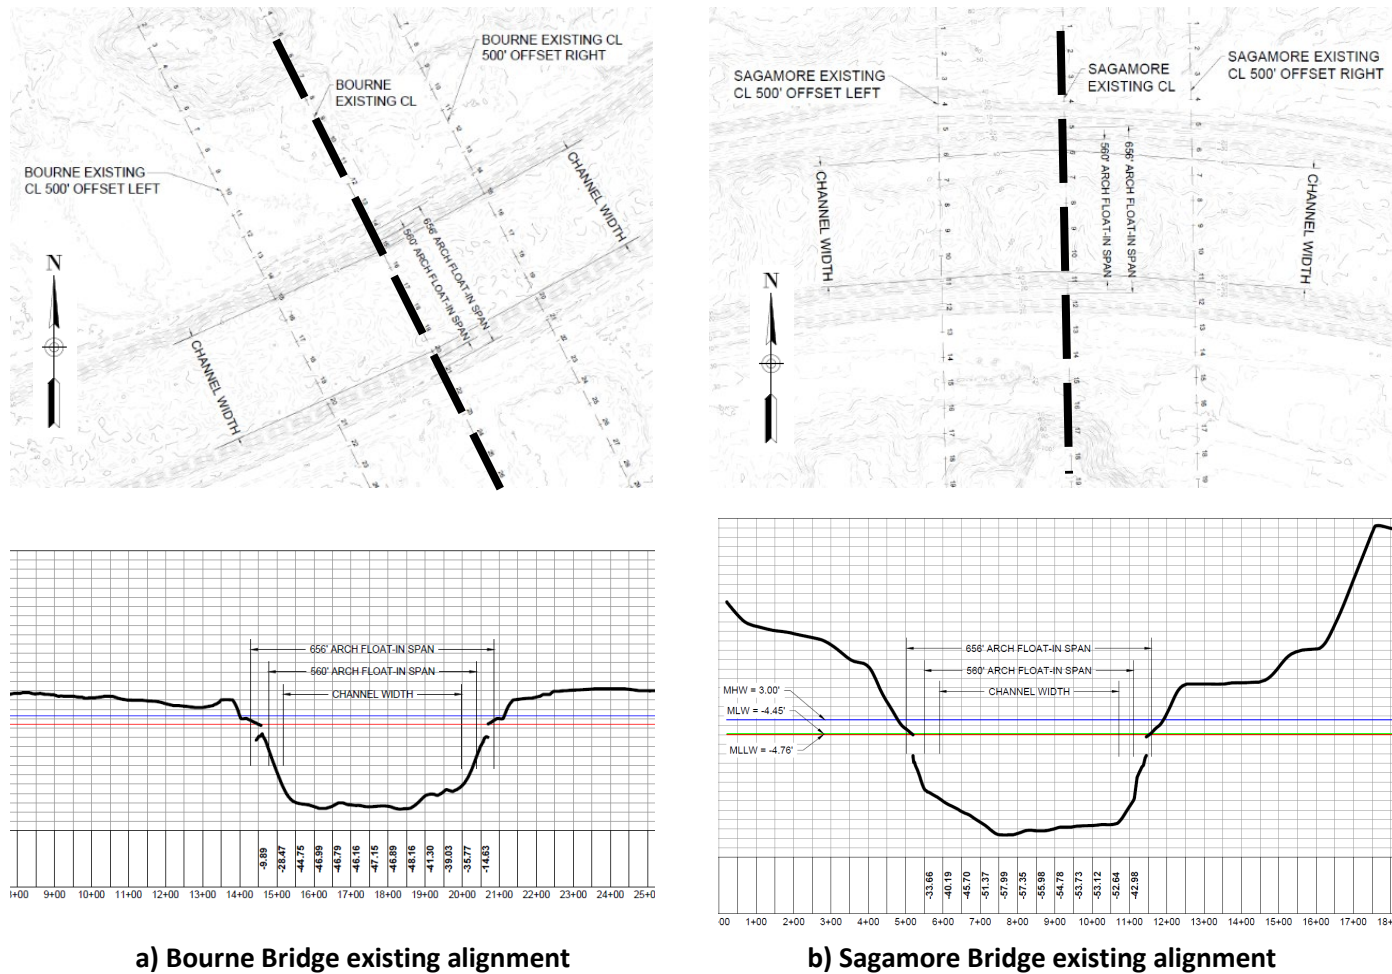 BOURNE EXISTING CL
500' OFFSET RIGHT
BOURNE
EXISTING CL
BOURNE EXISTING
CL 500' OFFSET LEFT
CHANNEL WIDTH
656' ARCH FLOAT-IN SPAN
560' ARCH FLOAT-IN SPAN
CHANNEL WIDTH
N
SAGAMORE EXISTING
CL 500' OFFSET LEFT
SAGAMORE
EXISTING CL
SAGAMORE EXISTING
CL 500' OFFSET RIGHT
CHANNEL WIDTH
560' ARCH FLOAT-IN SPAN
656' ARCH FLOAT-IN SPAN
CHANNEL WIDTH
N
656' ARCH FLOAT-IN SPAN
560' ARCH FLOAT-IN SPAN
CHANNEL WIDTH
-9.89 -28.47 -44.75 -46.99 -46.79 -46.16 -47.15 -46.89 -48.16 -41.30 -39.03 -35.77 -14.63
9+00 10+00 11+00 12+00 13+00 14+00 15+00 16+00 17+00 18+00 19+00 20+00 21+00 22+00 23+00 24+00
656' ARCH FLOAT-IN SPAN
560' ARCH FLOAT-IN SPAN
CHANNEL WIDTH
MHW = 3.00'
MLW = -4.45'
MLLW = -4.76'
-33.66 -40.19 -45.70 -51.37 -57.99 -57.35 -55.98 -54.78 -53.73 -53.12 -52.64 -42.98
1+00 2+00 3+00 4+00 5+00 6+00 7+00 8+00 9+00 10+00 11+00 12+00 13+00 14+00 15+00 16+00 17+00
a) Bourne Bridge existing alignment
b) Sagamore Bridge existing alignment